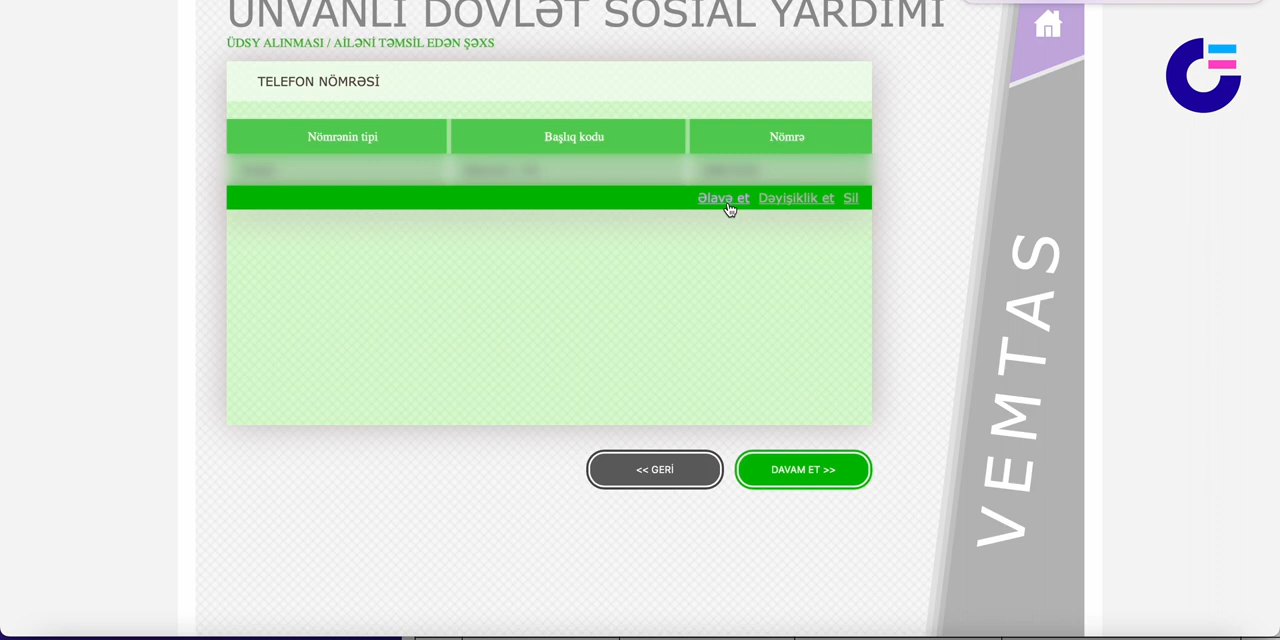 ÜNVANLI DÖVLƏT SOSİAL YARDIMI
ÜDSY ALINMASI / AİLƏNİ TƏMSİL EDƏN ŞƏXS
TELEFON NÖMRƏSİ
Nömrənin tipi Başlıq kodu Nömrə
Əlavə et Dəyişiklik et Sil
<< GERİ DAVAM ET >>
VEMTAS